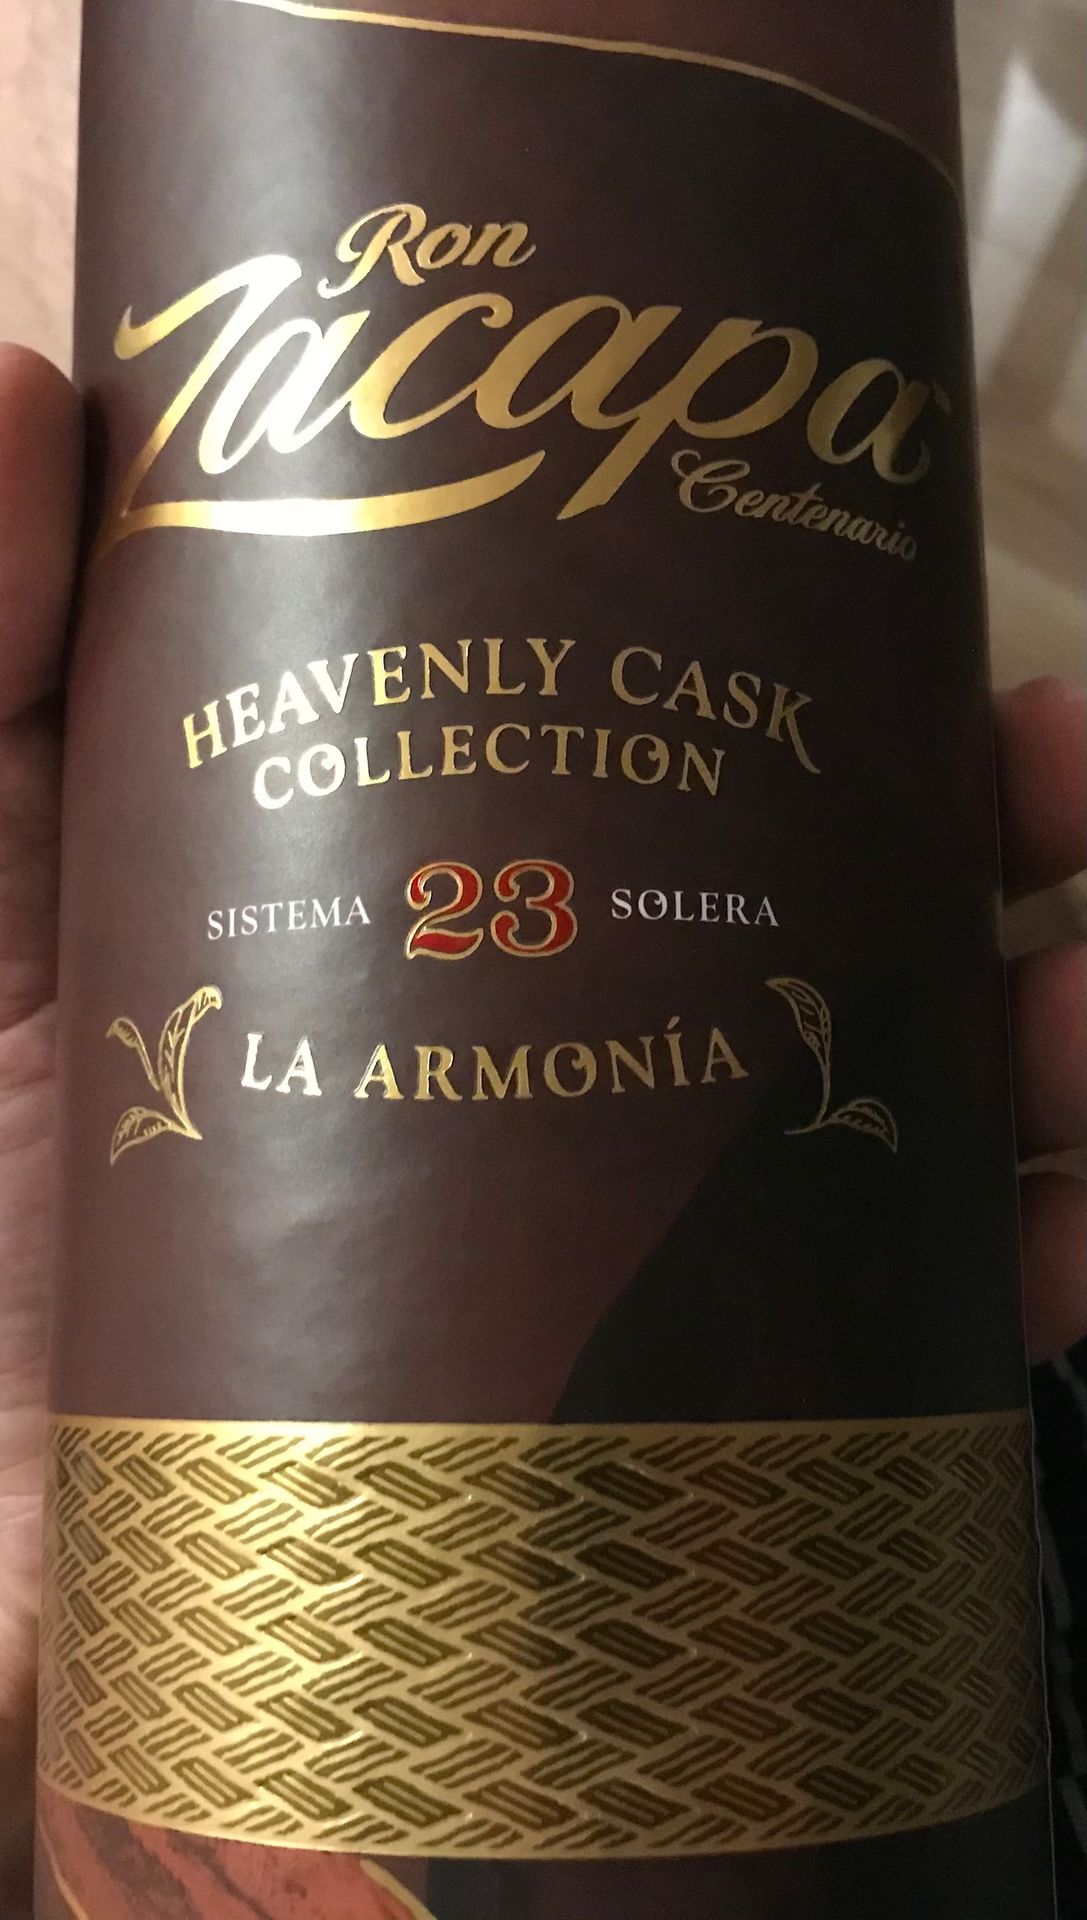 Ron
Zacapa
Centenario
HEAVENLY CASK
COLLECTION
SISTEMA 23 SOLERA
LA ARMONÍA